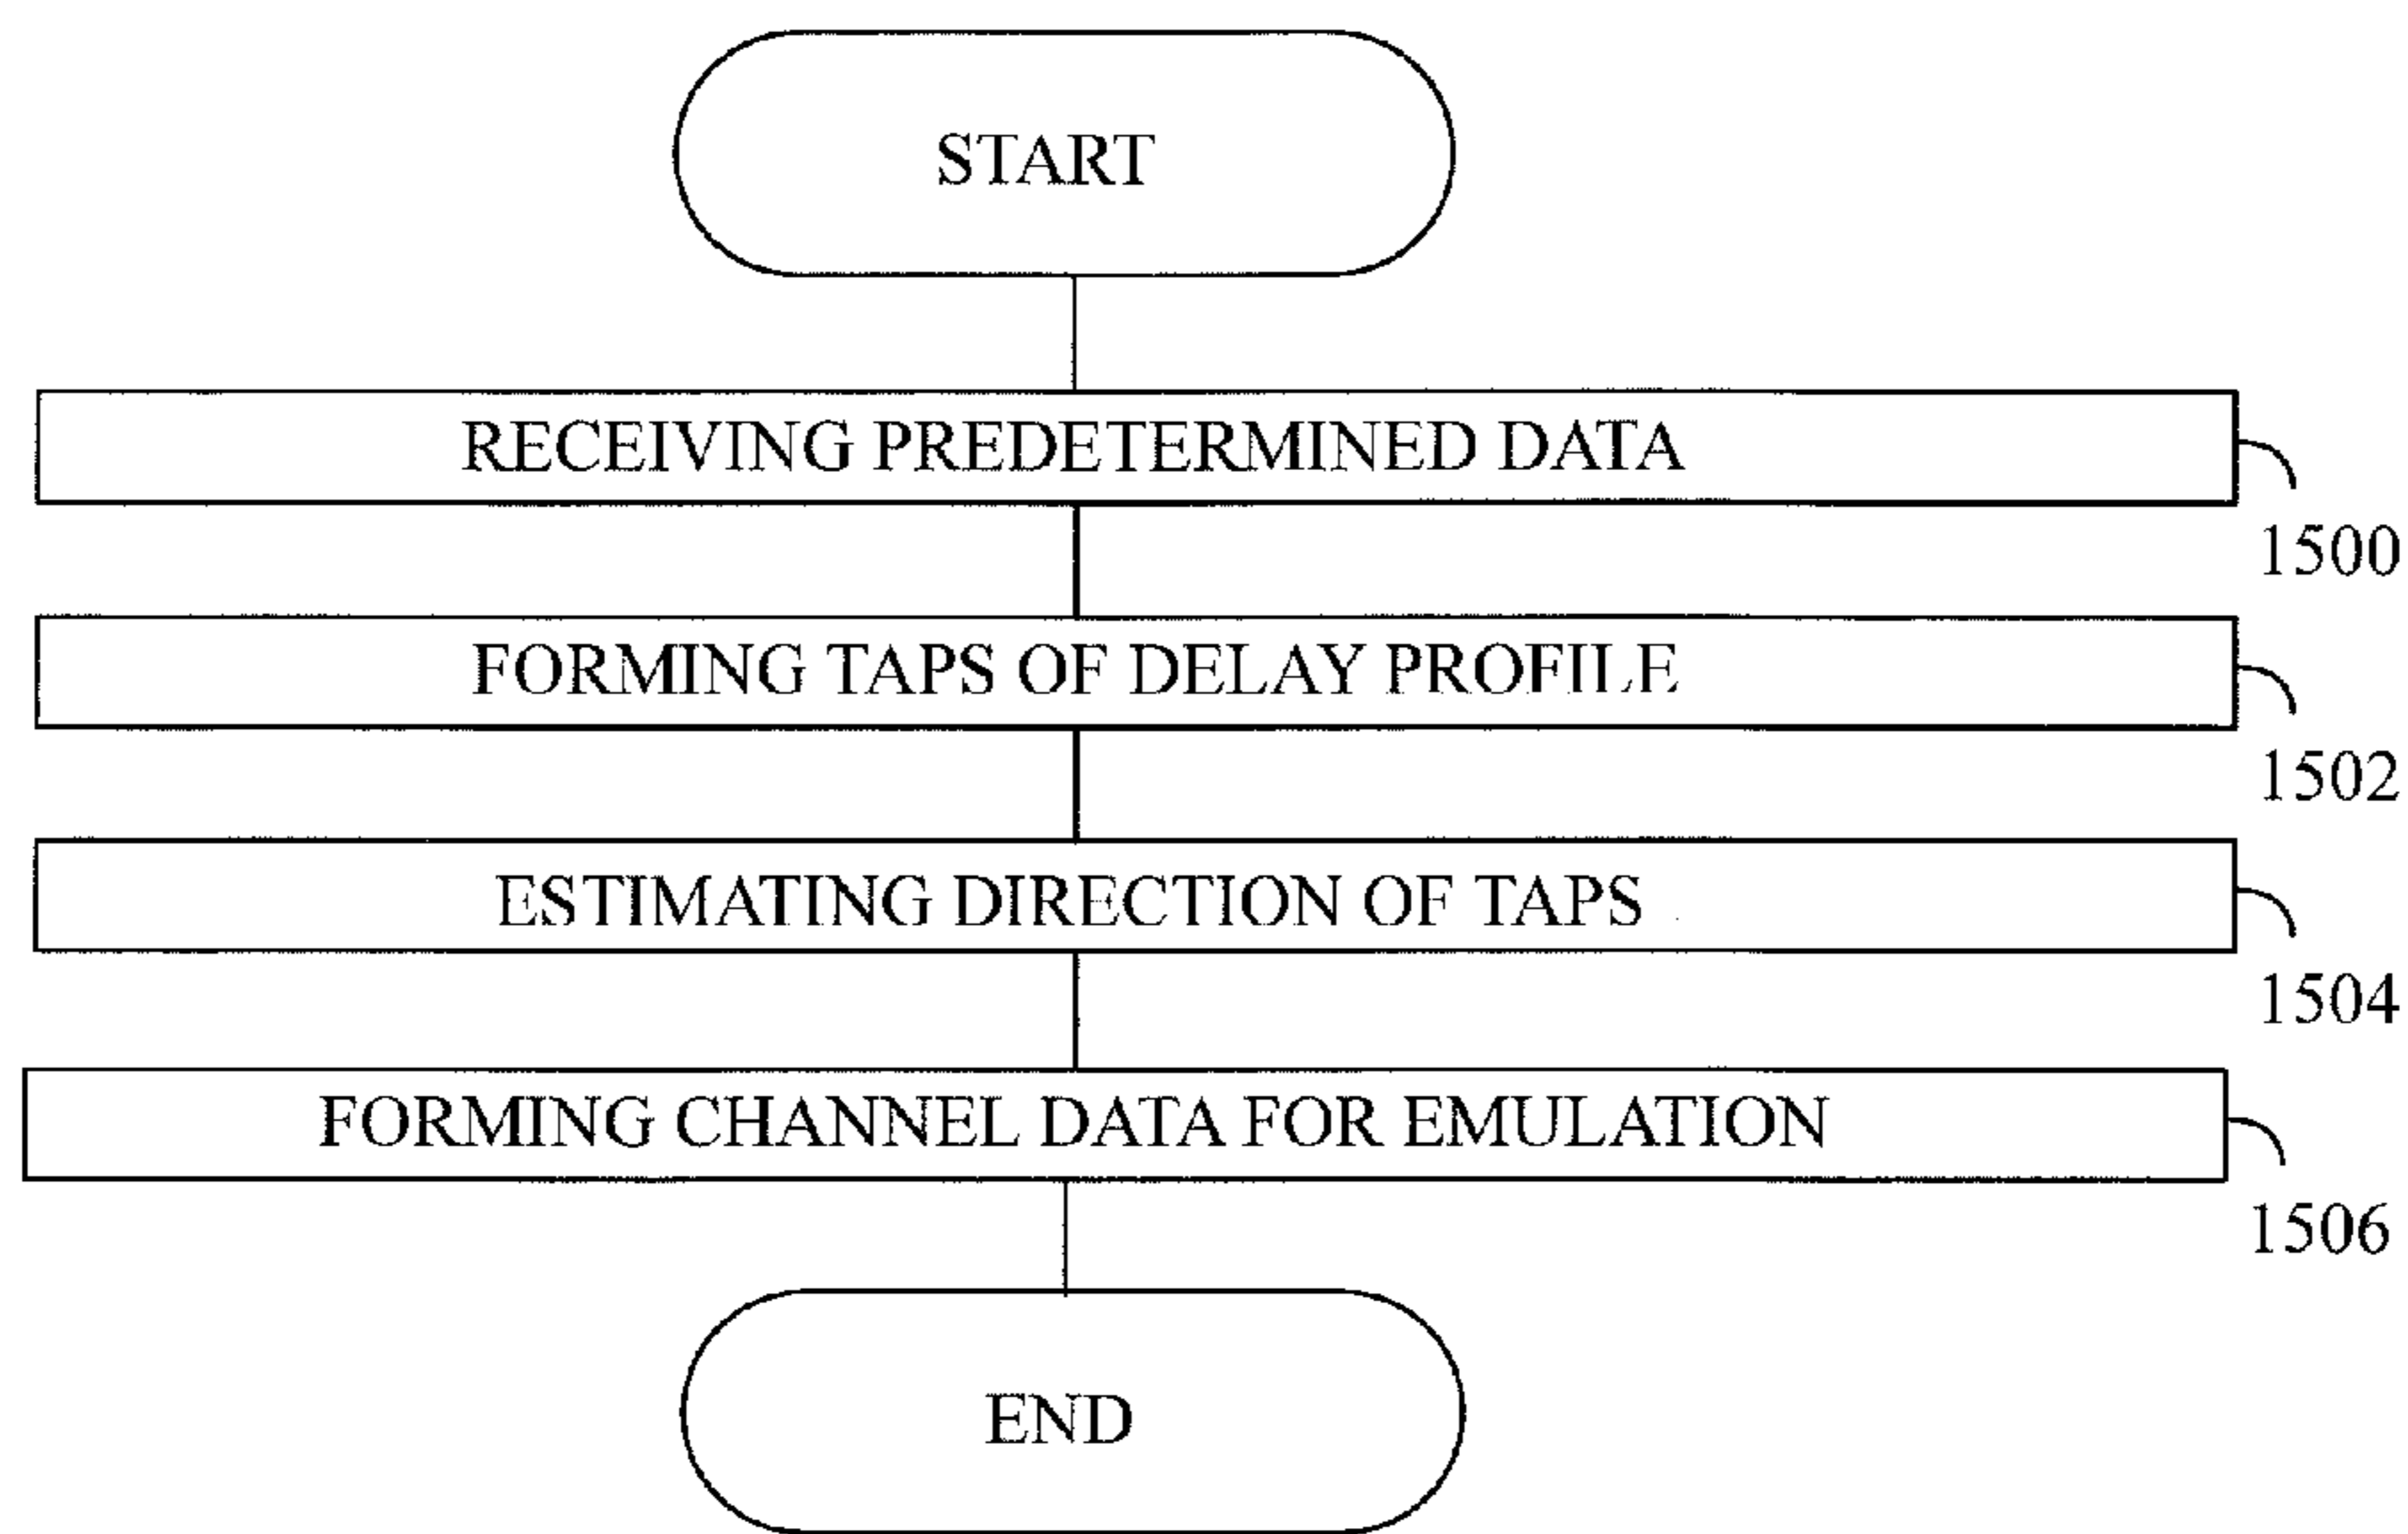 START
RECEIVING PREDETERMINED DATA
1500
FORMING TAPS OF DELAY PROFILE
1502
ESTIMATING DIRECTION OF TAPS
1504
FORMING CHANNEL DATA FOR EMULATION
1506
END